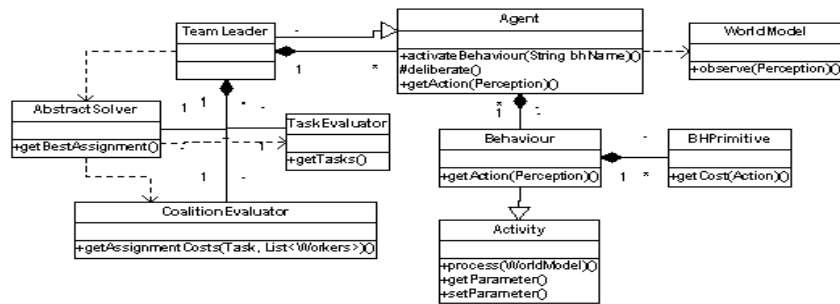 Team Leader
Agent
+activateBehaviour(String bhName)()
#deliberate()
+getAction(Perception)()
WorldModel
+observe(Perception)()
-
1
*
AbstractSolver
+getBestAssignment()
1
1
*
-
TaskEvaluator
+getTasks()
-
1
1
-
CoalitionEvaluator
+getAssignmentCosts(Task, List<Workers>)()
*
1
-
Behaviour
+getAction(Perception)()
-
1
*
BHPrimitive
+getCost(Action)()
Activity
+process(WorldModel)()
+getParameter()
+setParameter()